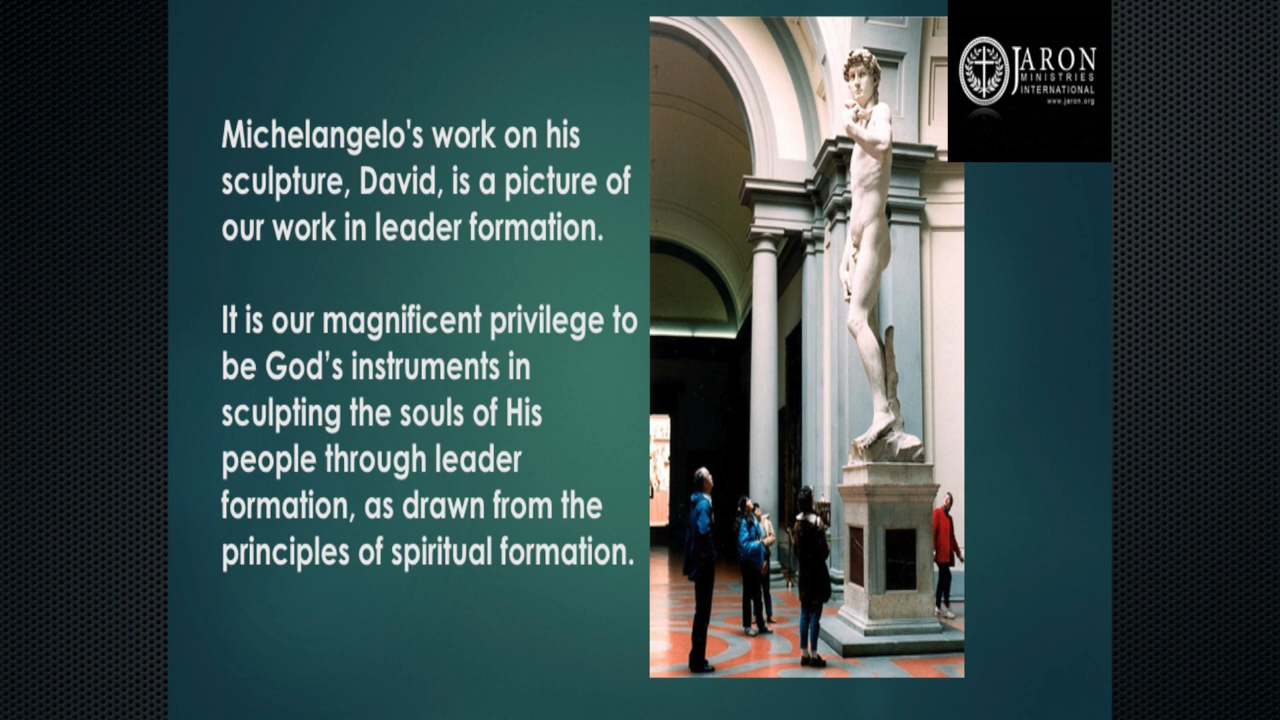 Michelangelo's work on his
sculpture, David, is a picture of
our work in leader formation.
It is our magnificent privilege to
be God’s instruments in
sculpting the souls of His
people through leader
formation, as drawn from the
principles of spiritual formation.
JARON
MINISTRIES
INTERNATIONAL
www.jaron.org